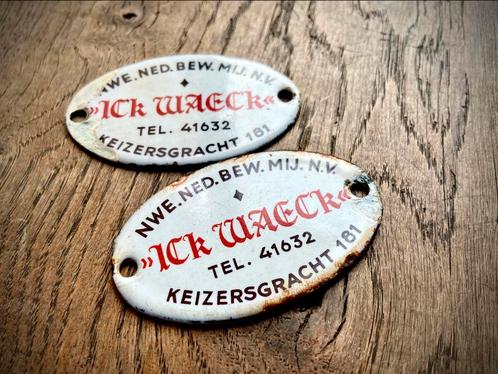 NWE.NED.BEW.MIJ.N.V.
»ICK WAECK«
TEL. 41632
KEIZERSGRACHT 181
NWE.NED.BEW.MIJ.N.V.
»ICK WAECK«
TEL. 41632
KEIZERSGRACHT 181